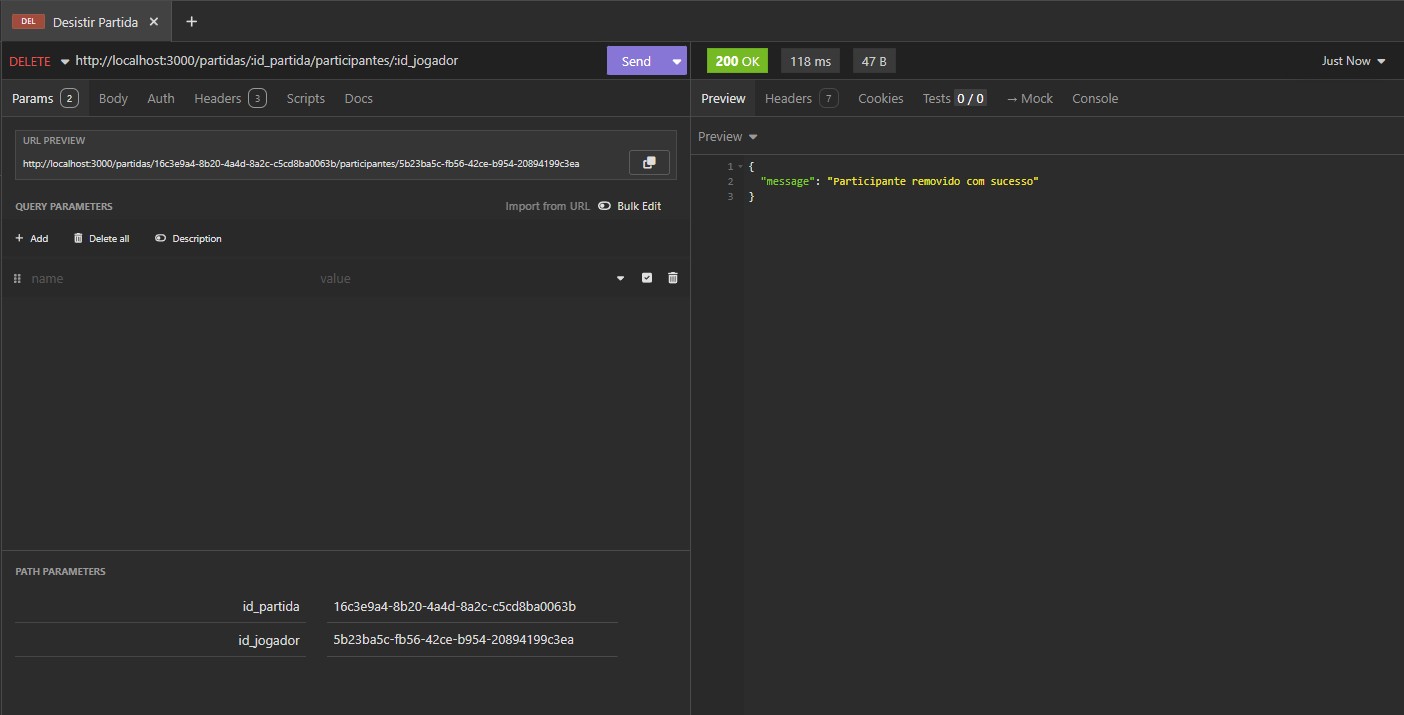 DEL Desistir Partida
DELETE http://localhost:3000/partidas/:id_partida/participantes/:id_jogador Send
200 OK 118 ms 47 B Just Now
Params 2 Body Auth Headers 3 Scripts Docs
Preview Headers 7 Cookies Tests 0 / 0 → Mock Console
URL PREVIEW
http://localhost:3000/partidas/16c3e9a4-8b20-4a4d-8a2c-c5cd8ba0063b/participantes/5b23ba5c-fb56-42ce-b954-20894199c3ea
QUERY PARAMETERS Import from URL Bulk Edit
+ Add Delete all Description
name value
PATH PARAMETERS
id_partida 16c3e9a4-8b20-4a4d-8a2c-c5cd8ba0063b
id_jogador 5b23ba5c-fb56-42ce-b954-20894199c3ea
Preview
1 {
2 "message": "Participante removido com sucesso"
3 }